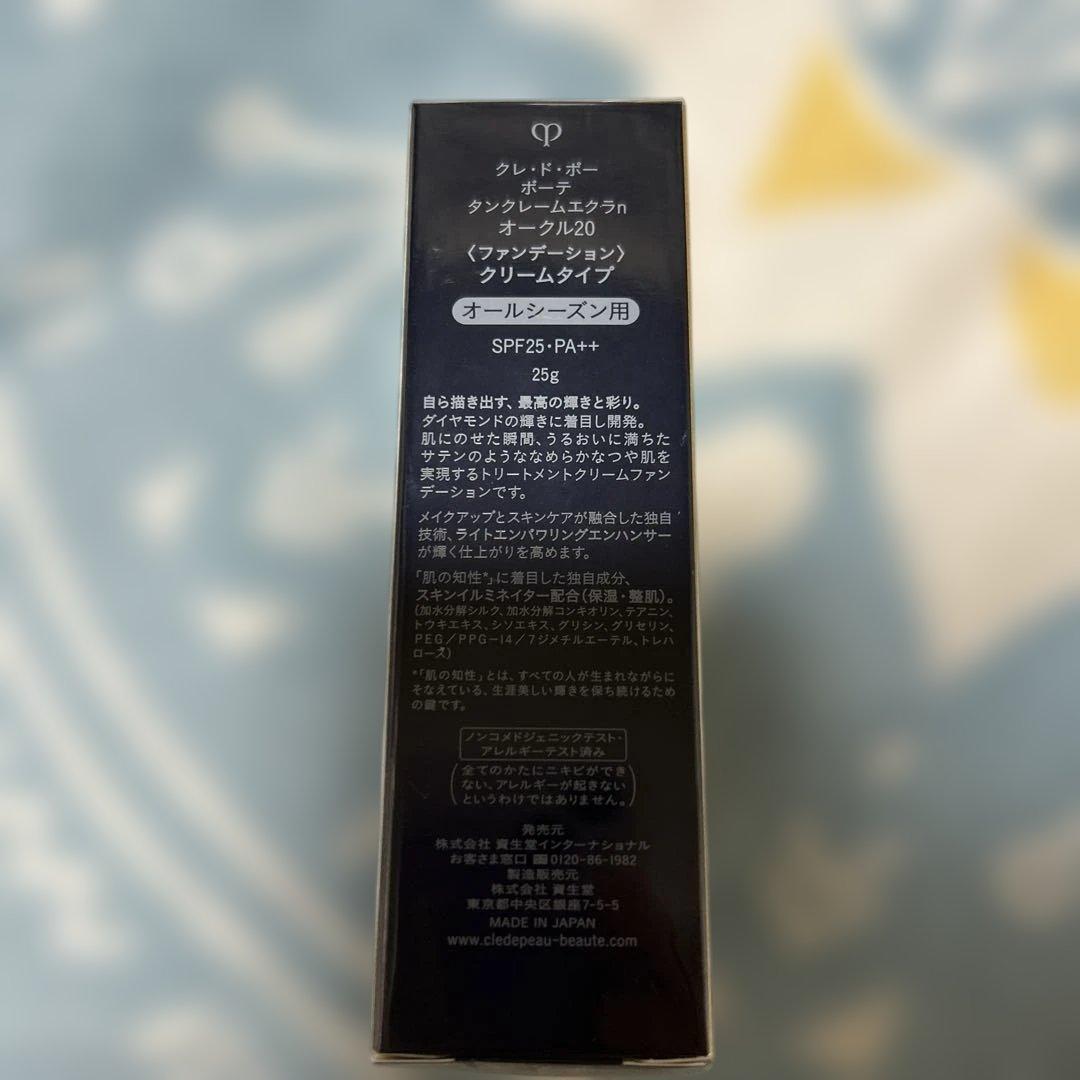 クレ・ド・ポー
ボーテ
タンクレームエクラn
オークル20
〈ファンデーション〉
クリームタイプ
オールシーズン用
SPF25・PA++
25g
自ら描き出す、最高の輝きと彩り。
ダイヤモンドの輝きに着目し開発。
肌にのせた瞬間、うるおいに満ちた
サテンのようななめらかなつや肌を
実現するトリートメントクリームファン
デーションです。
メイクアップとスキンケアが融合した独自
技術、ライトエンパワリングエンハンサー
が輝く仕上がりを高めます。
「肌の知性*」に着目した独自成分、
スキンイルミネイター配合(保湿・整肌)。
(加水分解シルク、加水分解コンキオリン、テアニン、
トウキエキス、シソエキス、グリシン、グリセリン、
PEG/PPG-14/7ジメチルエーテル、トレハ
ロース)
*「肌の知性」とは、すべての人が生まれながらに
そなえている、生涯美しい輝きを保ち続けるため
の鍵です。
ノンコメドジェニックテスト・
アレルギーテスト済み
(全てのかたにニキビができ
ない、アレルギーが起きない
というわけではありません。)
発売元
株式会社 資生堂インターナショナル
お客さま窓口 0120-86-1982
製造販売元
株式会社 資生堂
東京都中央区銀座7-5-5
MADE IN JAPAN
www.cledepeau-beaute.com